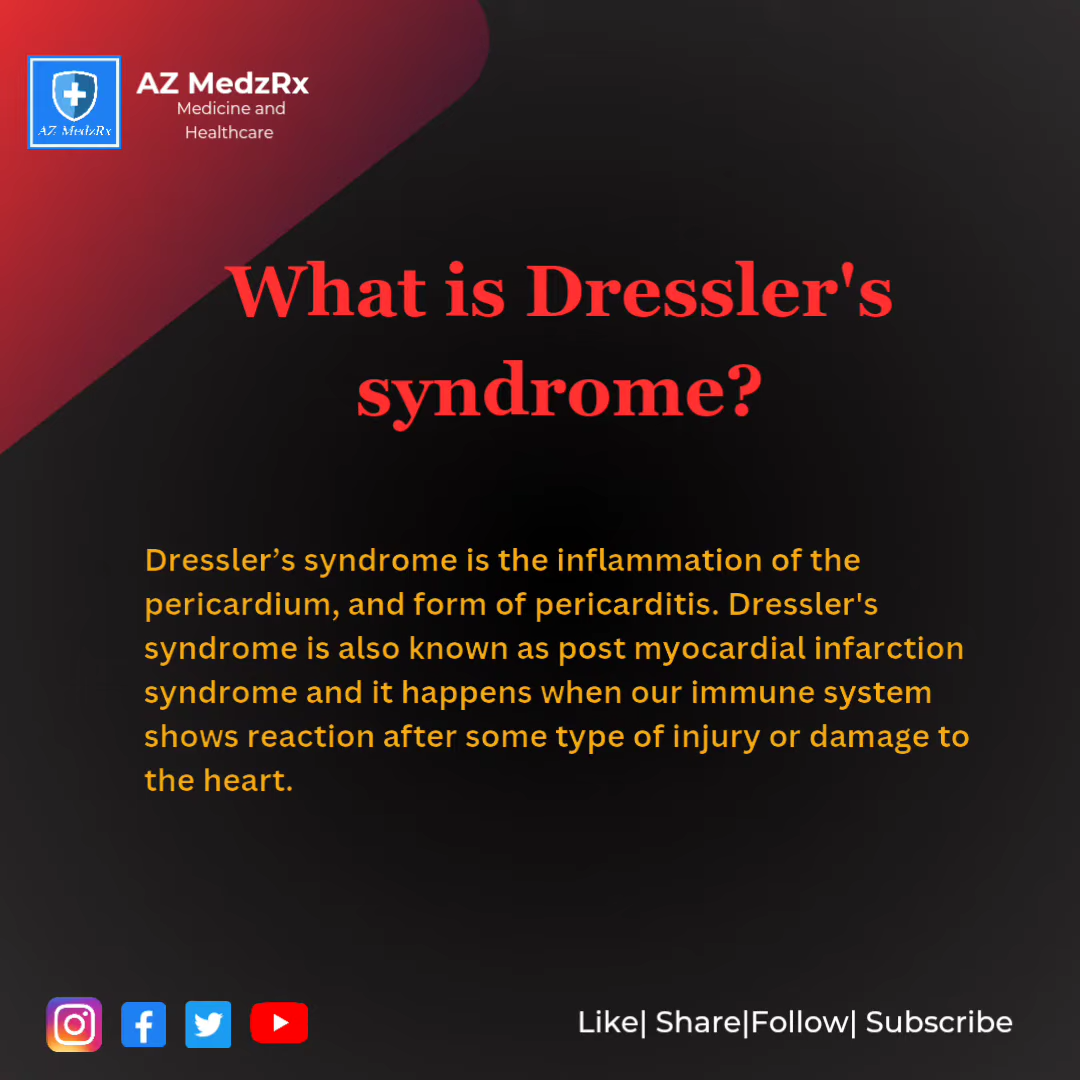 AZ MedzRx
Medicine and
Healthcare
AZ MedzRx
What is Dressler's
syndrome?
Dressler’s syndrome is the inflammation of the
pericardium, and form of pericarditis. Dressler's
syndrome is also known as post myocardial infarction
syndrome and it happens when our immune system
shows reaction after some type of injury or damage to
the heart.
Like| Share|Follow| Subscribe